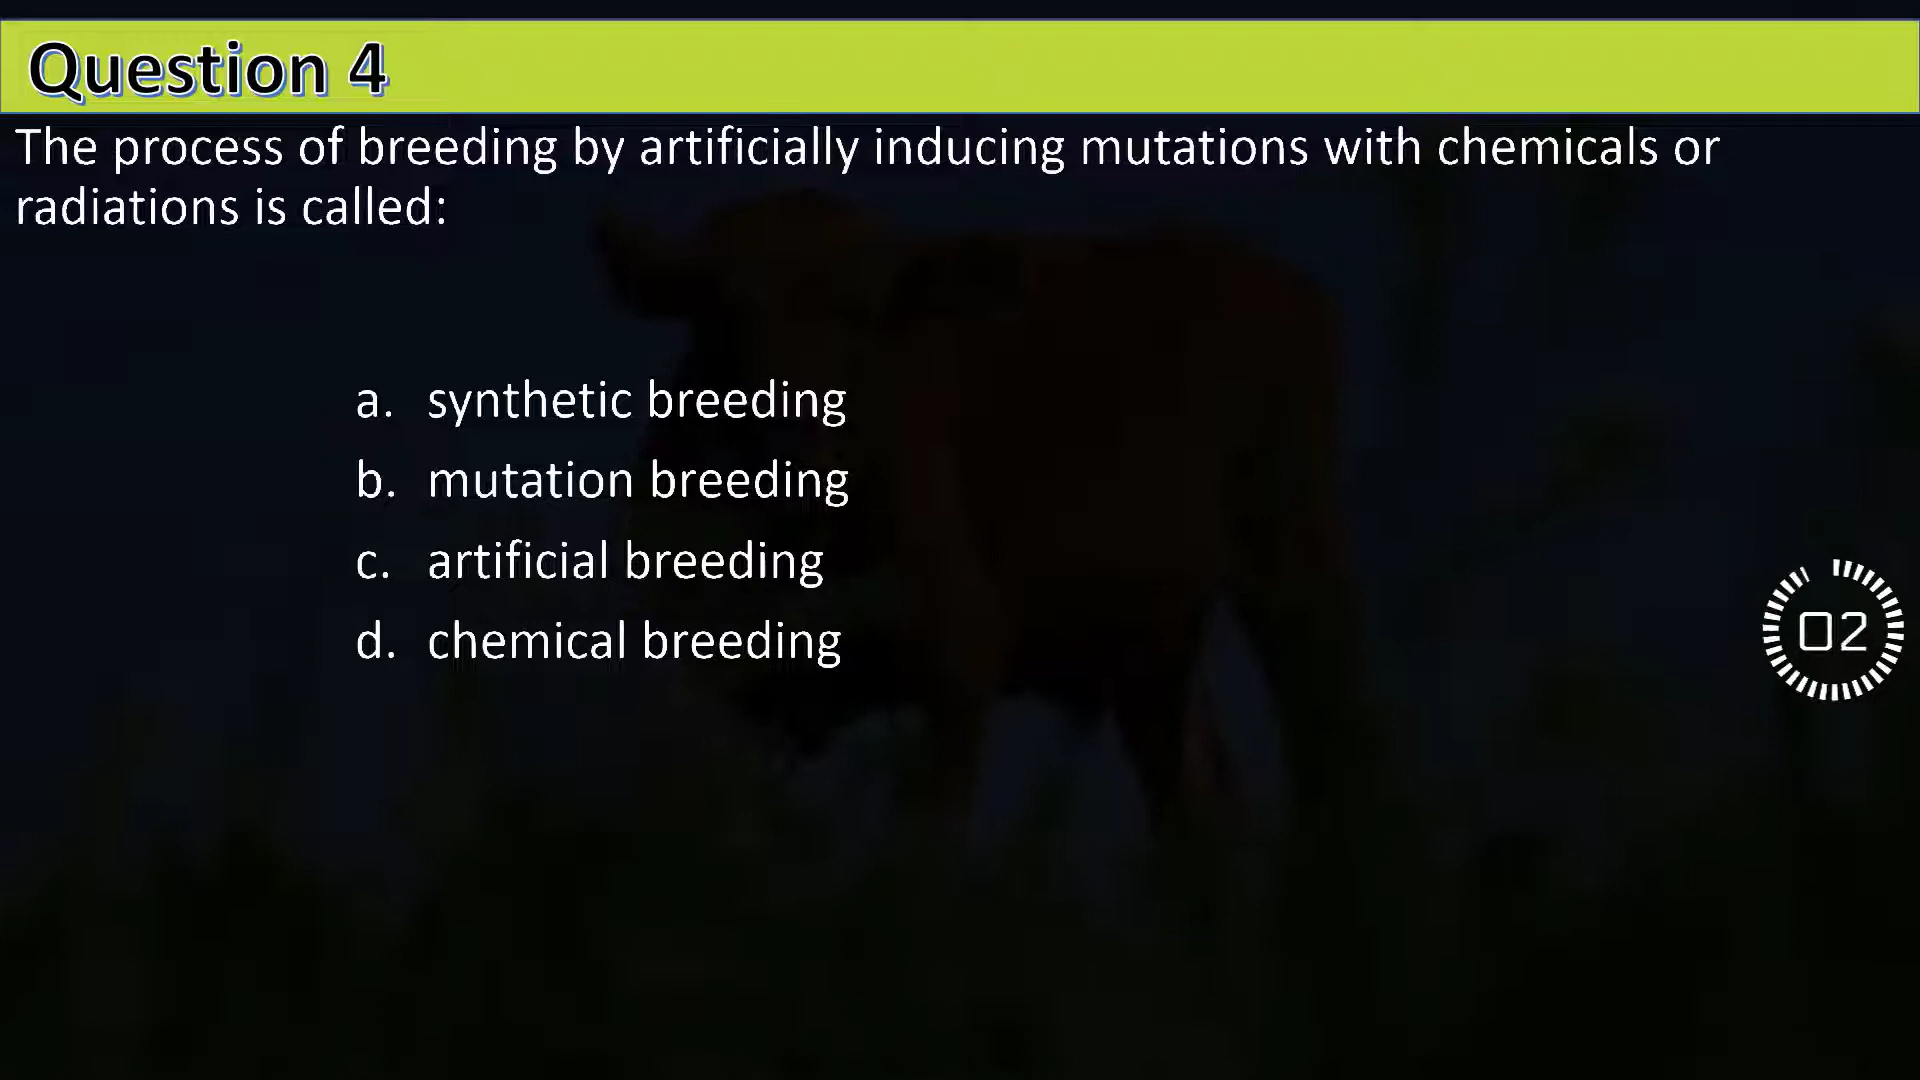 Question 4
The process of breeding by artificially inducing mutations with chemicals or
radiations is called:
a. synthetic breeding
b. mutation breeding
c. artificial breeding
d. chemical breeding
02